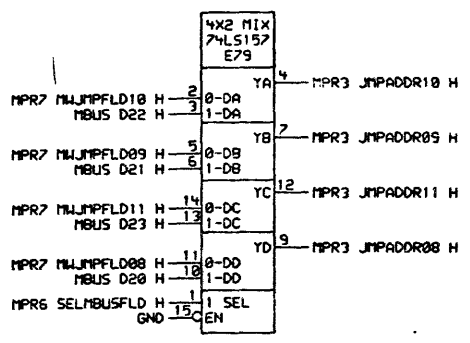 4X2 MIX
74LS157
E79
YA 4 MPR3 JMPADDR10 H
MPR7 MWJMPFLD10 H 2 0-DA
MBUS D22 H 3 1-DA
YB 7 MPR3 JMPADDR09 H
MPR7 MWJMPFLD09 H 5 0-DB
MBUS D21 H 6 1-DB
YC 12 MPR3 JMPADDR11 H
MPR7 MWJMPFLD11 H 14 0-DC
MBUS D23 H 13 1-DC
YD 9 MPR3 JMPADDR08 H
MPR7 MWJMPFLD08 H 11 0-DD
MBUS D20 H 10 1-DD
MPR6 SELMBUSFLD H 1 1 SEL
GND 15 EN